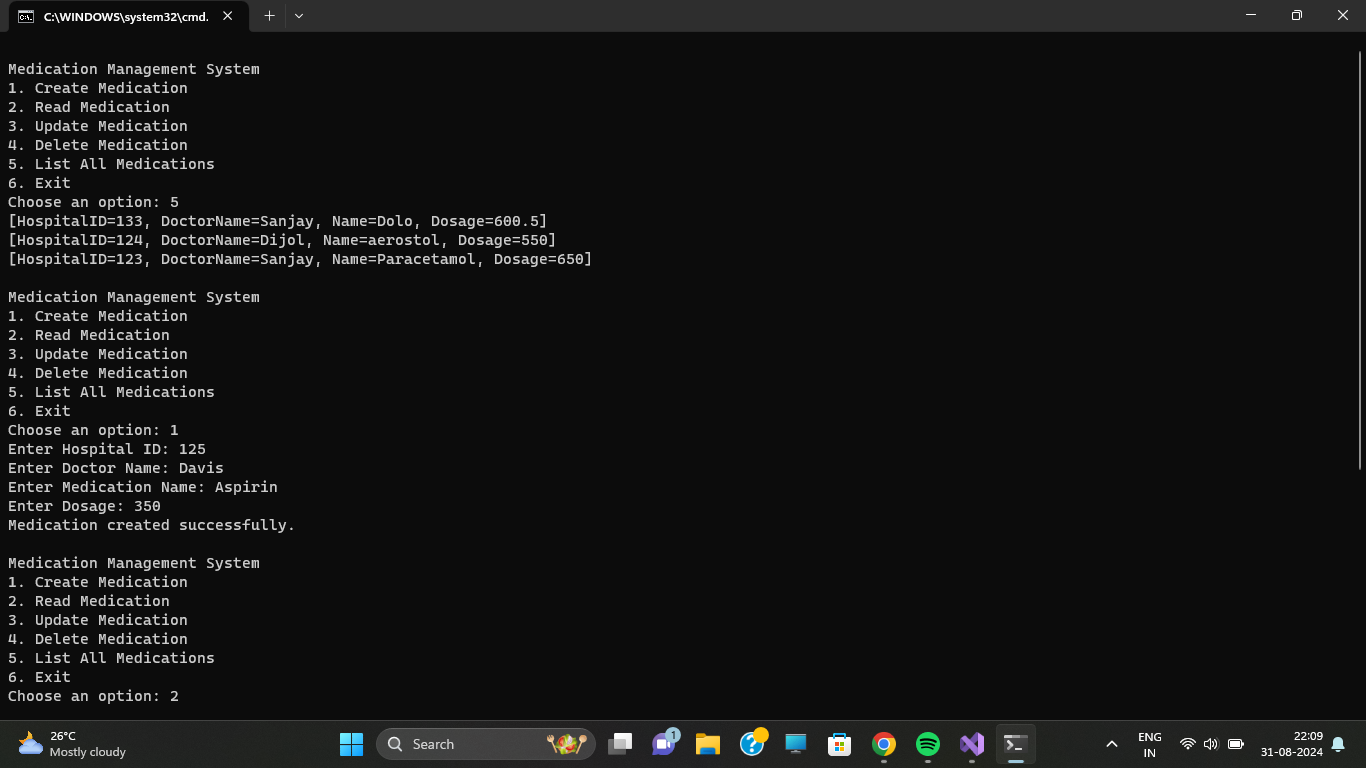 C:\WINDOWS\system32\cmd.
Medication Management System
1. Create Medication
2. Read Medication
3. Update Medication
4. Delete Medication
5. List All Medications
6. Exit
Choose an option: 5
[HospitalID=133, DoctorName=Sanjay, Name=Dolo, Dosage=600.5]
[HospitalID=124, DoctorName=Dijol, Name=aerostol, Dosage=550]
[HospitalID=123, DoctorName=Sanjay, Name=Paracetamol, Dosage=650]
Medication Management System
1. Create Medication
2. Read Medication
3. Update Medication
4. Delete Medication
5. List All Medications
6. Exit
Choose an option: 1
Enter Hospital ID: 125
Enter Doctor Name: Davis
Enter Medication Name: Aspirin
Enter Dosage: 350
Medication created successfully.
Medication Management System
1. Create Medication
2. Read Medication
3. Update Medication
4. Delete Medication
5. List All Medications
6. Exit
Choose an option: 2
26°C
Mostly cloudy
Search
1
ENG
IN
22:09
31-08-2024